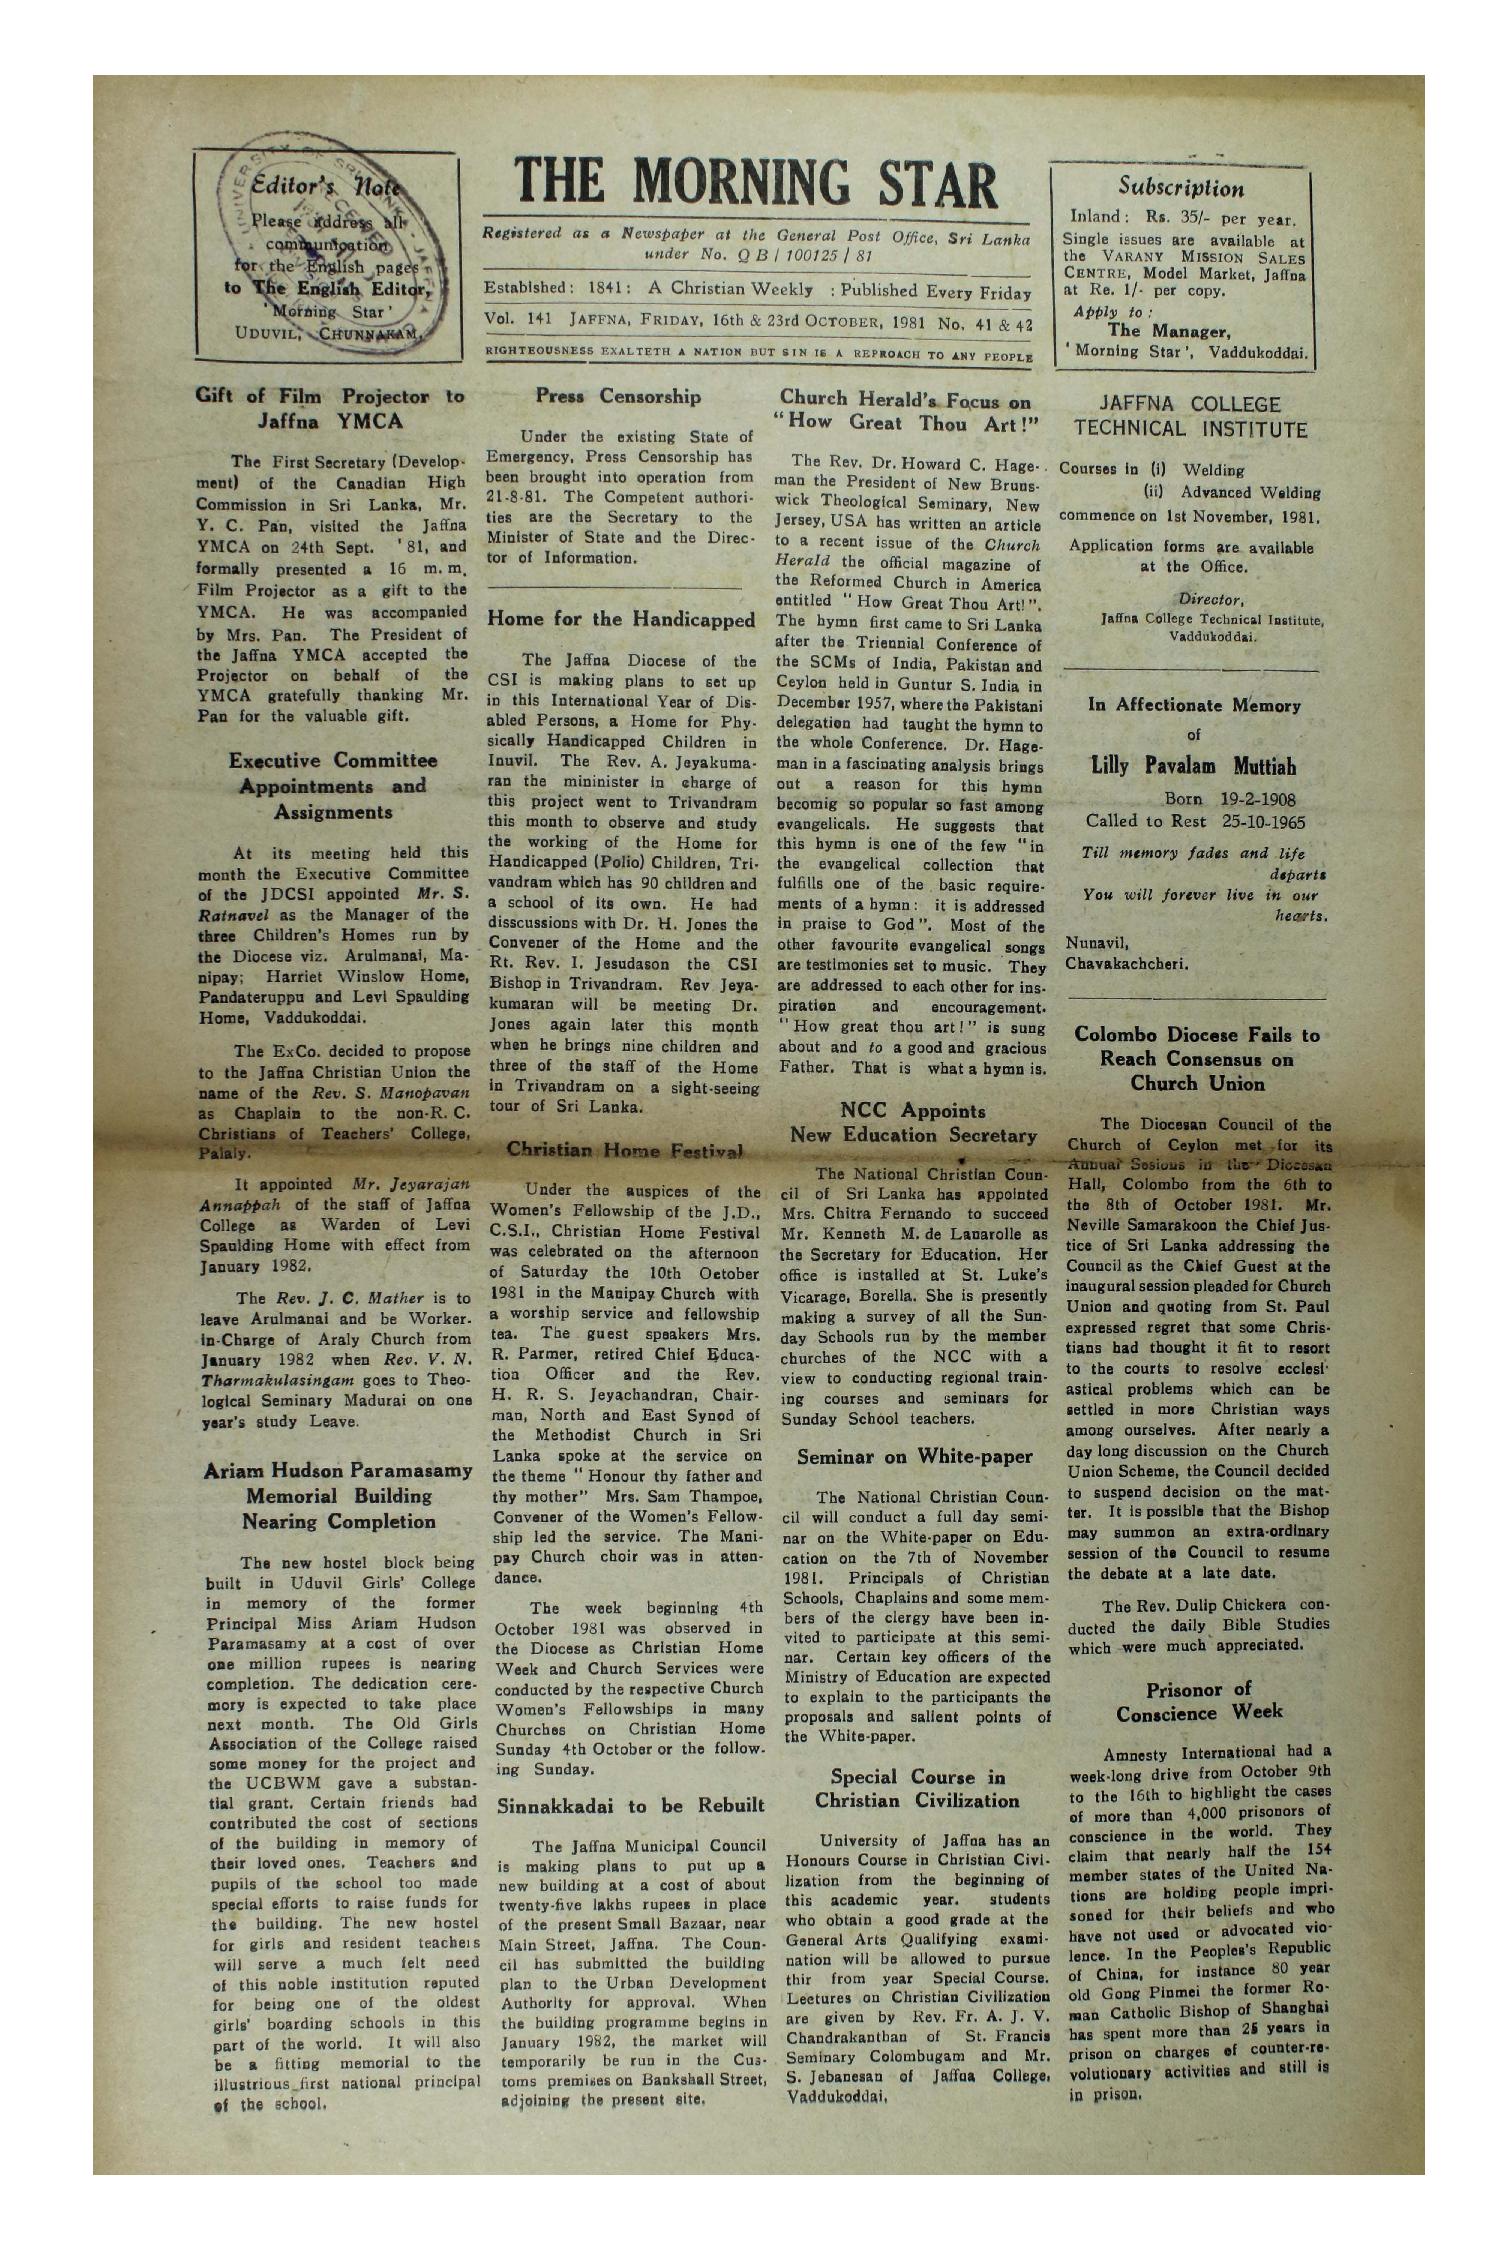 Editor's Note
Please address all
communication
for the English pages
to The English Editor,
'Morning Star'
UDUVIL, CHUNNAKAM.
THE MORNING STAR
Registered as a Newspaper at the General Post Office, Sri Lanka
under No. Q B / 100125 / 81
Estabished: 1841: A Christian Weekly : Published Every Friday
Vol. 141 JAFFNA, FRIDAY, 16th & 23rd OCTOBER, 1981 No. 41 & 42
RIGHTEOUSNESS EXALTETH A NATION BUT SIN IS A REPROACH TO ANY PEOPLE
Subscription
Inland: Rs. 35/- per year.
Single issues are available at
the VARANY MISSION SALES
CENTRE, Model Market, Jaffna
at Re. 1/- per copy.
Apply to:
The Manager,
'Morning Star', Vaddukoddai.
Gift of Film Projector to
Jaffna YMCA
The First Secretary (Develop-
ment) of the Canadian High
Commission in Sri Lanka, Mr.
Y. C. Pan, visited the Jaffna
YMCA on 24th Sept. '81, and
formally presented a 16 m.m.
Film Projector as a gift to the
YMCA. He was accompanied
by Mrs. Pan. The President of
the Jaffna YMCA accepted the
Projector on behalf of the
YMCA gratefully thanking Mr.
Pan for the valuable gift.
Executive Committee
Appointments and
Assignments
At its meeting held this
month the Executive Committee
of the JDCSI appointed Mr. S.
Ratnavel as the Manager of the
three Children's Homes run by
the Diocese viz. Arulmanai, Ma-
nipay; Harriet Winslow Home,
Pandateruppu and Levi Spaulding
Home, Vaddukoddai.
The ExCo. decided to propose
to the Jaffna Christian Union the
name of the Rev. S. Manopavan
as Chaplain to the non-R. C.
Christians of Teachers' College,
Palaly.
It appointed Mr. Jeyarajan
Annappah of the staff of Jaffna
College as Warden of Levi
Spaulding Home with effect from
January 1982.
The Rev. J. C. Mather is to
leave Arulmanai and be Worker-
in-Charge of Araly Church from
January 1982 when Rev. V. N.
Tharmakulasingam goes to Theo-
logical Seminary Madurai on one
year's study Leave.
Ariam Hudson Paramasamy
Memorial Building
Nearing Completion
The new hostel block being
built in Uduvil Girls' College
in memory of the former
Principal Miss Ariam Hudson
Paramasamy at a cost of over
one million rupees is nearing
completion. The dedication cere-
mony is expected to take place
next month. The Old Girls
Association of the College raised
some money for the project and
the UCBWM gave a substan-
tial grant. Certain friends had
contributed the cost of sections
of the building in memory of
their loved ones. Teachers and
pupils of the school too made
special efforts to raise funds for
the building. The new hostel
for girls and resident teachers
will serve a much felt need
of this noble institution reputed
for being one of the oldest
girls' boarding schools in this
part of the world. It will also
be a fitting memorial to the
illustrious first national principal
of the school.
Press Censorship
Under the existing State of
Emergency, Press Censorship has
been brought into operation from
21-8-81. The Competent authori-
ties are the Secretary to the
Minister of State and the Direc-
tor of Information.
Home for the Handicapped
The Jaffna Diocese of the
CSI is making plans to set up
in this International Year of Dis-
abled Persons, a Home for Phy-
sically Handicapped Children in
Inuvil. The Rev. A. Jeyakuma-
ran the mininister in charge of
this project went to Trivandram
this month to observe and study
the working of the Home for
Handicapped (Polio) Children, Tri-
vandram which has 90 children and
a school of its own. He had
disscussions with Dr. H. Jones the
Convener of the Home and the
Rt. Rev. I. Jesudason the CSI
Bishop in Trivandram. Rev Jeya-
kumaran will be meeting Dr.
Jones again later this month
when he brings nine children and
three of the staff of the Home
in Trivandram on a sight-seeing
tour of Sri Lanka.
Christian Home Festival
Under the auspices of the
Women's Fellowship of the J.D.,
C.S.I., Christian Home Festival
was celebrated on the afternoon
of Saturday the 10th October
1981 in the Manipay Church with
a worship service and fellowship
tea. The guest speakers Mrs.
R. Parmer, retired Chief Educa-
tion Officer and the Rev.
H. R. S. Jeyachandran, Chair-
man, North and East Synod of
the Methodist Church in Sri
Lanka spoke at the service on
the theme "Honour thy father and
thy mother" Mrs. Sam Thampoe,
Convener of the Women's Fellow-
ship led the service. The Mani-
pay Church choir was in atten-
dance.
The week beginning 4th
October 1981 was observed in
the Diocese as Christian Home
Week and Church Services were
conducted by the respective Church
Women's Fellowships in many
Churches on Christian Home
Sunday 4th October or the follow-
ing Sunday.
Sinnakkadai to be Rebuilt
The Jaffna Municipal Council
is making plans to put up a
new building at a cost of about
twenty-five lakhs rupees in place
of the present Small Bazaar, near
Main Street, Jaffna. The Coun-
cil has submitted the building
plan to the Urban Development
Authority for approval. When
the building programme begins in
January 1982, the market will
temporarily be run in the Cus-
toms premises on Bankshall Street,
adjoining the present site.
Church Herald's Focus on
"How Great Thou Art!"
The Rev. Dr. Howard C. Hage-
man the President of New Bruns-
wick Theological Seminary, New
Jersey, USA has written an article
to a recent issue of the Church
Herald the official magazine of
the Reformed Church in America
entitled "How Great Thou Art!".
The hymn first came to Sri Lanka
after the Triennial Conference of
the SCMs of India, Pakistan and
Ceylon held in Guntur S. India in
December 1957, where the Pakistani
delegation had taught the hymn to
the whole Conference. Dr. Hage-
man in a fascinating analysis brings
out a reason for this hymn
becomig so popular so fast among
evangelicals. He suggests that
this hymn is one of the few "in
the evangelical collection that
fulfills one of the basic require-
ments of a hymn: it is addressed
in praise to God". Most of the
other favourite evangelical songs
are testimonies set to music. They
are addressed to each other for ins-
piration and encouragement.
"How great thou art!" is sung
about and to a good and gracious
Father. That is what a hymn is.
NCC Appoints
New Education Secretary
The National Christian Coun-
cil of Sri Lanka has appointed
Mrs. Chitra Fernando to succeed
Mr. Kenneth M. de Lanarolle as
the Secretary for Education. Her
office is installed at St. Luke's
Vicarage, Borella. She is presently
making a survey of all the Sun-
day Schools run by the member
churches of the NCC with a
view to conducting regional train-
ing courses and seminars for
Sunday School teachers.
Seminar on White-paper
The National Christian Coun-
cil will conduct a full day semi-
nar on the White-paper on Edu-
cation on the 7th of November
1981. Principals of Christian
Schools, Chaplains and some mem-
bers of the clergy have been in-
vited to participate at this semi-
nar. Certain key officers of the
Ministry of Education are expected
to explain to the participants the
proposals and salient points of
the White-paper.
Special Course in
Christian Civilization
University of Jaffna has an
Honours Course in Christian Civi-
lization from the beginning of
this academic year. students
who obtain a good grade at the
General Arts Qualifying exami-
nation will be allowed to pursue
thir from year Special Course.
Lectures on Christian Civilization
are given by Rev. Fr. A. J. V.
Chandrakanthan of St. Francis
Seminary Colombugam and Mr.
S. Jebanesan of Jaffna College,
Vaddukoddai.
JAFFNA COLLEGE
TECHNICAL INSTITUTE
Courses in (i) Welding
(ii) Advanced Welding
commence on 1st November, 1981.
Application forms are available
at the Office.
Director,
Jaffna College Technical Institute,
Vaddukoddai.
In Affectionate Memory
of
Lilly Pavalam Muttiah
Born 19-2-1908
Called to Rest 25-10-1965
Till memory fades and life
departs
You will forever live in our
hearts.
Nunavil,
Chavakachcheri.
Colombo Diocese Fails to
Reach Consensus on
Church Union
The Diocesan Council of the
Church of Ceylon met for its
Annual Sesions in the Diocesan
Hall, Colombo from the 6th to
the 8th of October 1981. Mr.
Neville Samarakoon the Chief Jus-
tice of Sri Lanka addressing the
Council as the Chief Guest at the
inaugural session pleaded for Church
Union and quoting from St. Paul
expressed regret that some Chris-
tians had thought it fit to resort
to the courts to resolve ecclesi-
astical problems which can be
settled in more Christian ways
among ourselves. After nearly a
day long discussion on the Church
Union Scheme, the Council decided
to suspend decision on the mat-
ter. It is possible that the Bishop
may summon an extra-ordinary
session of the Council to resume
the debate at a late date.
The Rev. Dulip Chickera con-
ducted the daily Bible Studies
which were much appreciated.
Prisonor of
Conscience Week
Amnesty International had a
week-long drive from October 9th
to the 16th to highlight the cases
of more than 4,000 prisonors of
conscience in the world. They
claim that nearly half the 154
member states of the United Na-
tions are holding people impri-
soned for their beliefs and who
have not used or advocated vio-
lence. In the Peoples's Republic
of China, for instance 80 year
old Gong Pinmei the former Ro-
man Catholic Bishop of Shanghai
has spent more than 25 years in
prison on charges of counter-re-
volutionary activities and still is
in prison.